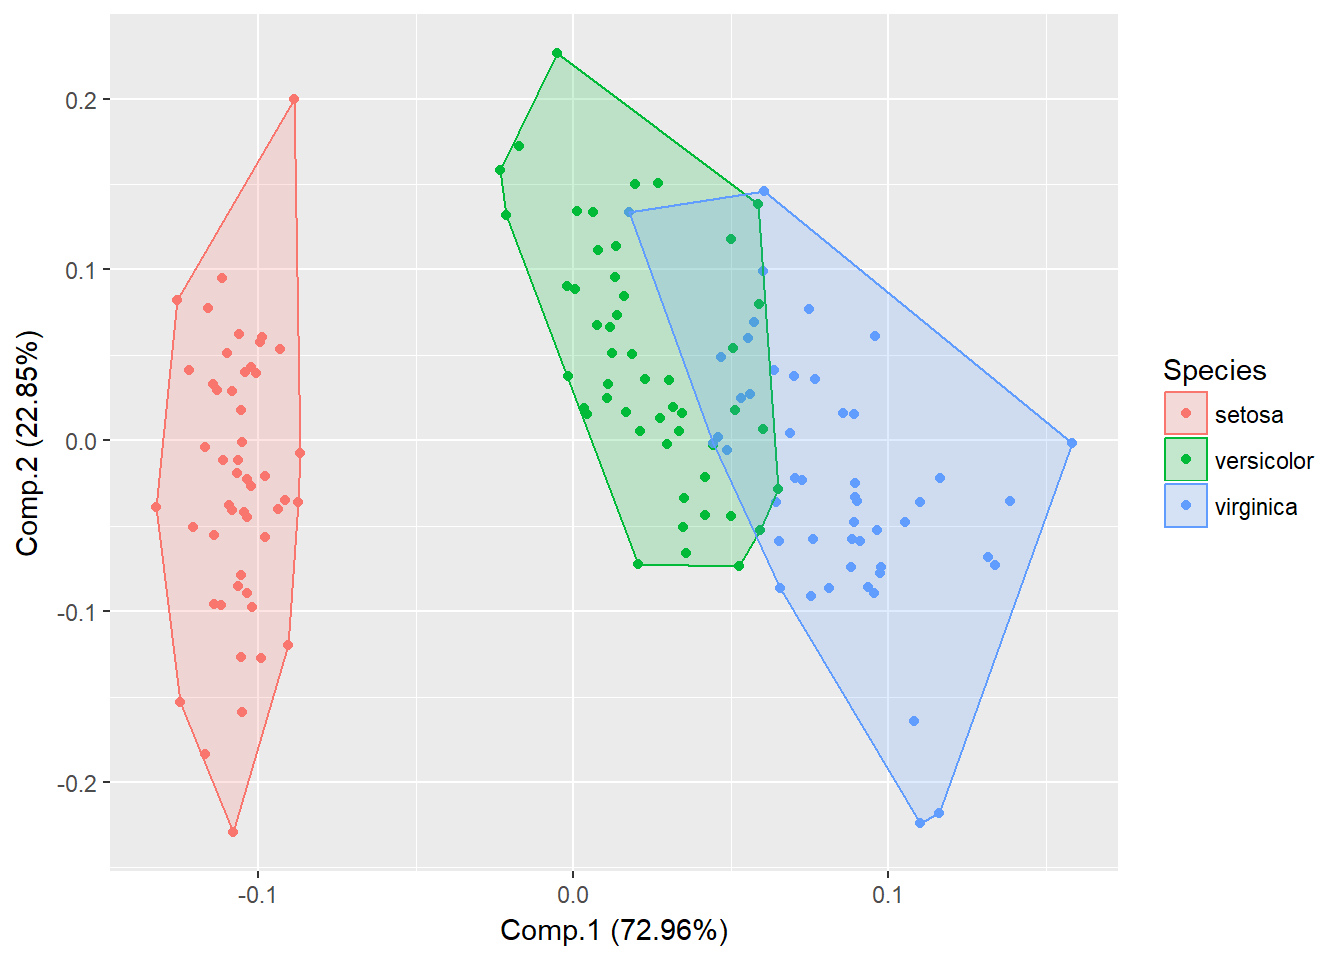 0.2
0.1
0.0
-0.1
-0.2
Comp.2 (22.85%)
-0.1
0.0
0.1
Comp.1 (72.96%)
Species
setosa
versicolor
virginica